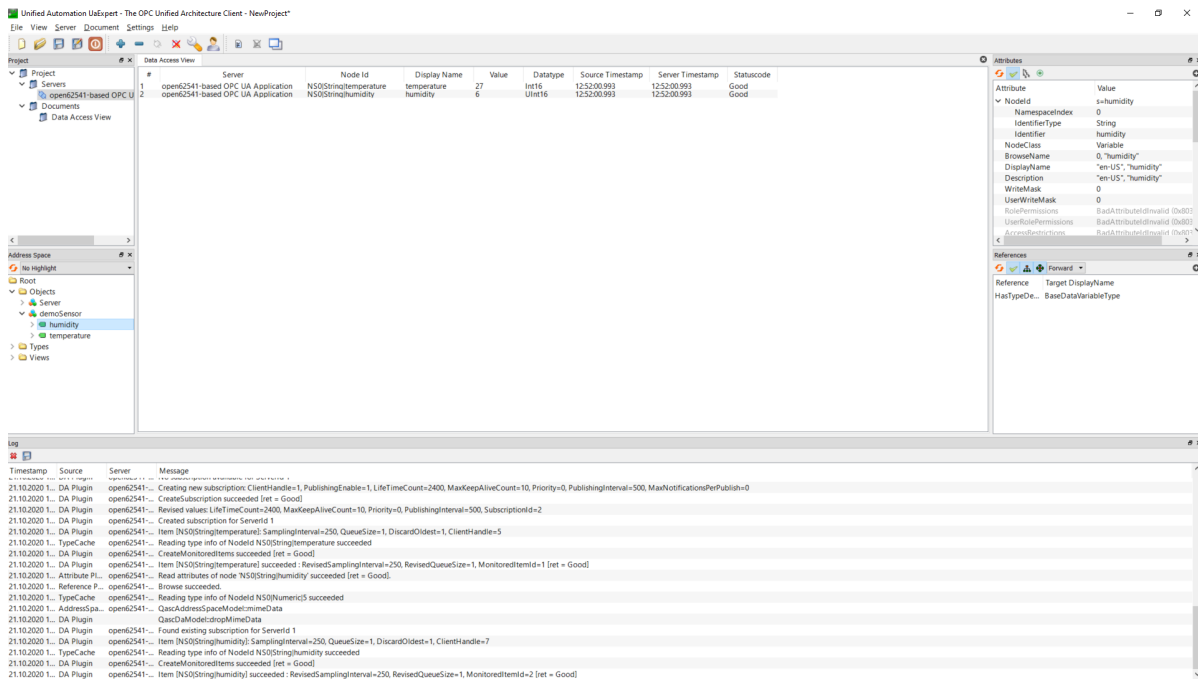 Unified Automation UaExpert - The OPC Unified Architecture Client - NewProject*
File View Server Document Settings Help
Project
Project
Servers
open62541-based OPC U
Documents
Data Access View
Data Access View
# Server Node Id Display Name Value Datatype Source Timestamp Server Timestamp Statuscode
1 open62541-based OPC UA Application NS0|String|temperature temperature 27 Int16 12:52:00.993 12:52:00.993 Good
2 open62541-based OPC UA Application NS0|String|humidity humidity 6 UInt16 12:52:00.993 12:52:00.993 Good
Attributes
Attribute Value
NodeId s=humidity
NamespaceIndex 0
IdentifierType String
Identifier humidity
NodeClass Variable
BrowseName 0, "humidity"
DisplayName "en-US", "humidity"
Description "en-US", "humidity"
WriteMask 0
UserWriteMask 0
RolePermissions BadAttributeIdInvalid (0x803
UserRolePermissions BadAttributeIdInvalid (0x803
AccessRestrictions BadAttributeIdInvalid (0x803
Address Space
No Highlight
Root
Objects
Server
demoSensor
humidity
temperature
Types
Views
References
Forward
Reference Target DisplayName
HasTypeDe... BaseDataVariableType
Log
Timestamp Source Server Message
21.10.2020 1... DA Plugin open62541-... Creating new subscription: ClientHandle=1, PublishingEnable=1, LifeTimeCount=2400, MaxKeepAliveCount=10, Priority=0, PublishingInterval=500, MaxNotificationsPerPublish=0
21.10.2020 1... DA Plugin open62541-... CreateSubscription succeeded [ret = Good]
21.10.2020 1... DA Plugin open62541-... Revised values: LifeTimeCount=2400, MaxKeepAliveCount=10, Priority=0, PublishingInterval=500, SubscriptionId=2
21.10.2020 1... DA Plugin open62541-... Created subscription for ServerId 1
21.10.2020 1... DA Plugin open62541-... Item [NS0|String|temperature]: SamplingInterval=250, QueueSize=1, DiscardOldest=1, ClientHandle=5
21.10.2020 1... TypeCache open62541-... Reading type info of NodeId NS0|String|temperature succeeded
21.10.2020 1... DA Plugin open62541-... CreateMonitoredItems succeeded [ret = Good]
21.10.2020 1... DA Plugin open62541-... Item [NS0|String|temperature] succeeded : RevisedSamplingInterval=250, RevisedQueueSize=1, MonitoredItemId=1 [ret = Good]
21.10.2020 1... Attribute Pl... open62541-... Read attributes of node 'NS0|String|humidity' succeeded [ret = Good].
21.10.2020 1... Reference P... open62541-... Browse succeeded.
21.10.2020 1... TypeCache open62541-... Reading type info of NodeId NS0|Numeric|5 succeeded
21.10.2020 1... AddressSpa... open62541-... QascAddressSpaceModel::mimeData
21.10.2020 1... DA Plugin QascDaModel::dropMimeData
21.10.2020 1... DA Plugin open62541-... Found existing subscription for ServerId 1
21.10.2020 1... DA Plugin open62541-... Item [NS0|String|humidity]: SamplingInterval=250, QueueSize=1, DiscardOldest=1, ClientHandle=7
21.10.2020 1... TypeCache open62541-... Reading type info of NodeId NS0|String|humidity succeeded
21.10.2020 1... DA Plugin open62541-... CreateMonitoredItems succeeded [ret = Good]
21.10.2020 1... DA Plugin open62541-... Item [NS0|String|humidity] succeeded : RevisedSamplingInterval=250, RevisedQueueSize=1, MonitoredItemId=2 [ret = Good]